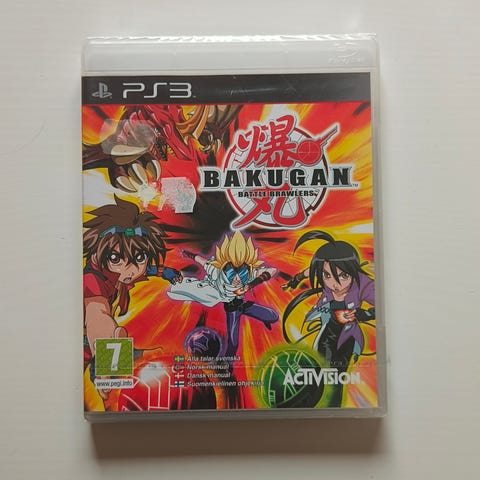 PS3
爆丸
BAKUGAN™
BATTLE BRAWLERS
7
www.pegi.info
Alla talar svenska
Norsk manual
Dansk manual
Suomenkielinen ohjekirja
ACTIVISION